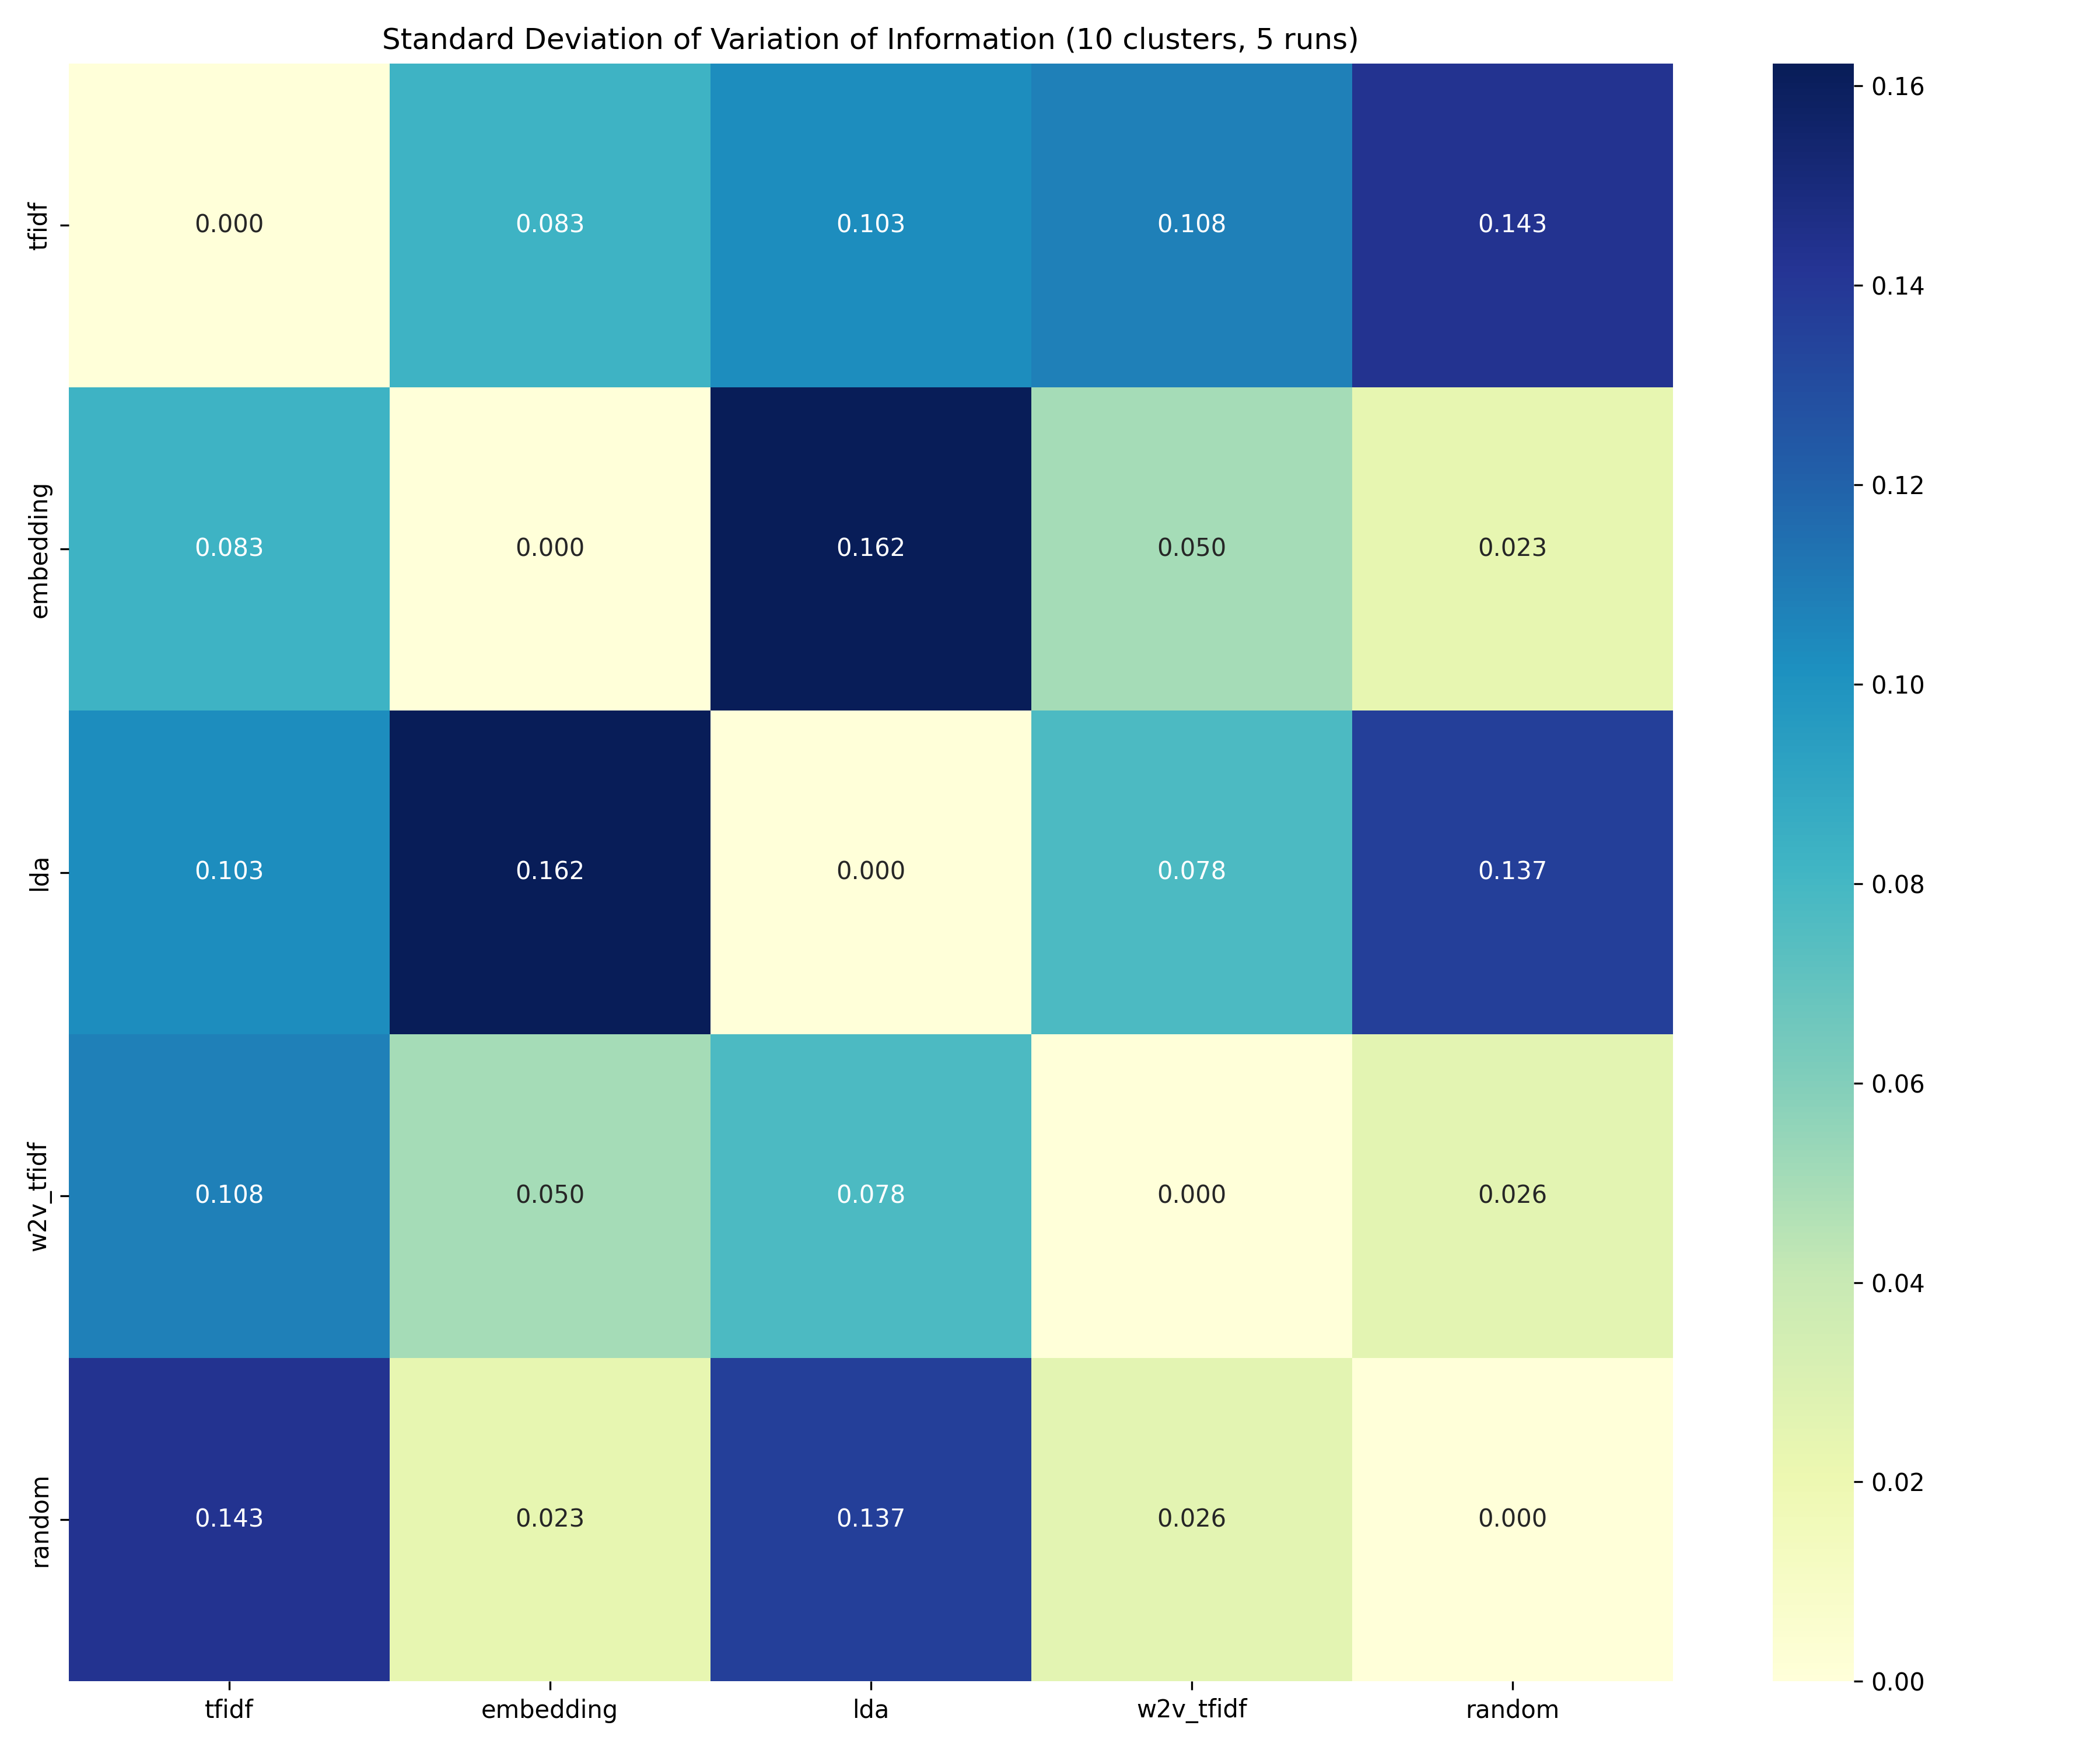 Standard Deviation of Variation of Information (10 clusters, 5 runs)
tfidf 0.000 0.083 0.103 0.108 0.143
embedding 0.083 0.000 0.162 0.050 0.023
lda 0.103 0.162 0.000 0.078 0.137
w2v_tfidf 0.108 0.050 0.078 0.000 0.026
random 0.143 0.023 0.137 0.026 0.000
tfidf embedding lda w2v_tfidf random
0.16
0.14
0.12
0.10
0.08
0.06
0.04
0.02
0.00